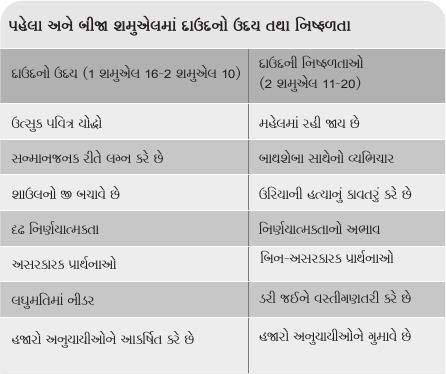 પહેલા અને બીજા શમુએલમાં દાઉદનો ઉદય તથા નિષ્ફળતા
દાઉદનો ઉદય (1 શમુએલ 16-2 શમુએલ 10)
દાઉદની નિષ્ફળતાઓ
(2 શમુએલ 11-20)
ઉત્સુક પવિત્ર યોદ્ધો
મહેલમાં રહી જાય છે
સન્માનજનક રીતે લગ્ન કરે છે
બાથશેબા સાથેનો વ્યભિચાર
શાઉલનો જી બચાવે છે
ઉરિયાની હત્યાનું કાવતરું કરે છે
દઢ નિર્ણયાત્મકતા
નિર્ણયાત્મકતાનો અભાવ
અસરકારક પ્રાર્થનાઓ
બિન-અસરકારક પ્રાર્થનાઓ
લઘુમતિમાં નીડર
ડરી જઈને વસ્તીગણતરી કરે છે
હજારો અનુયાયીઓને આકર્ષિત કરે છે
હજારો અનુયાયીઓને ગુમાવે છે